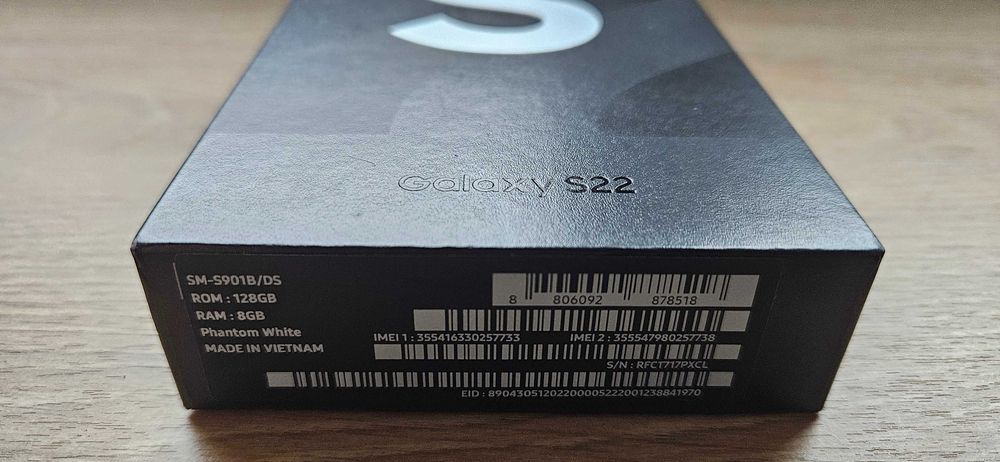 S
Galaxy S22
SM-S901B/DS
ROM : 128GB
RAM : 8GB
Phantom White
MADE IN VIETNAM
8 806092 878518
IMEI 1 : 355416330257733 IMEI 2 : 355547980257738
S/N : RFCT717PXCL
EID : 89043051202200005222001238841970